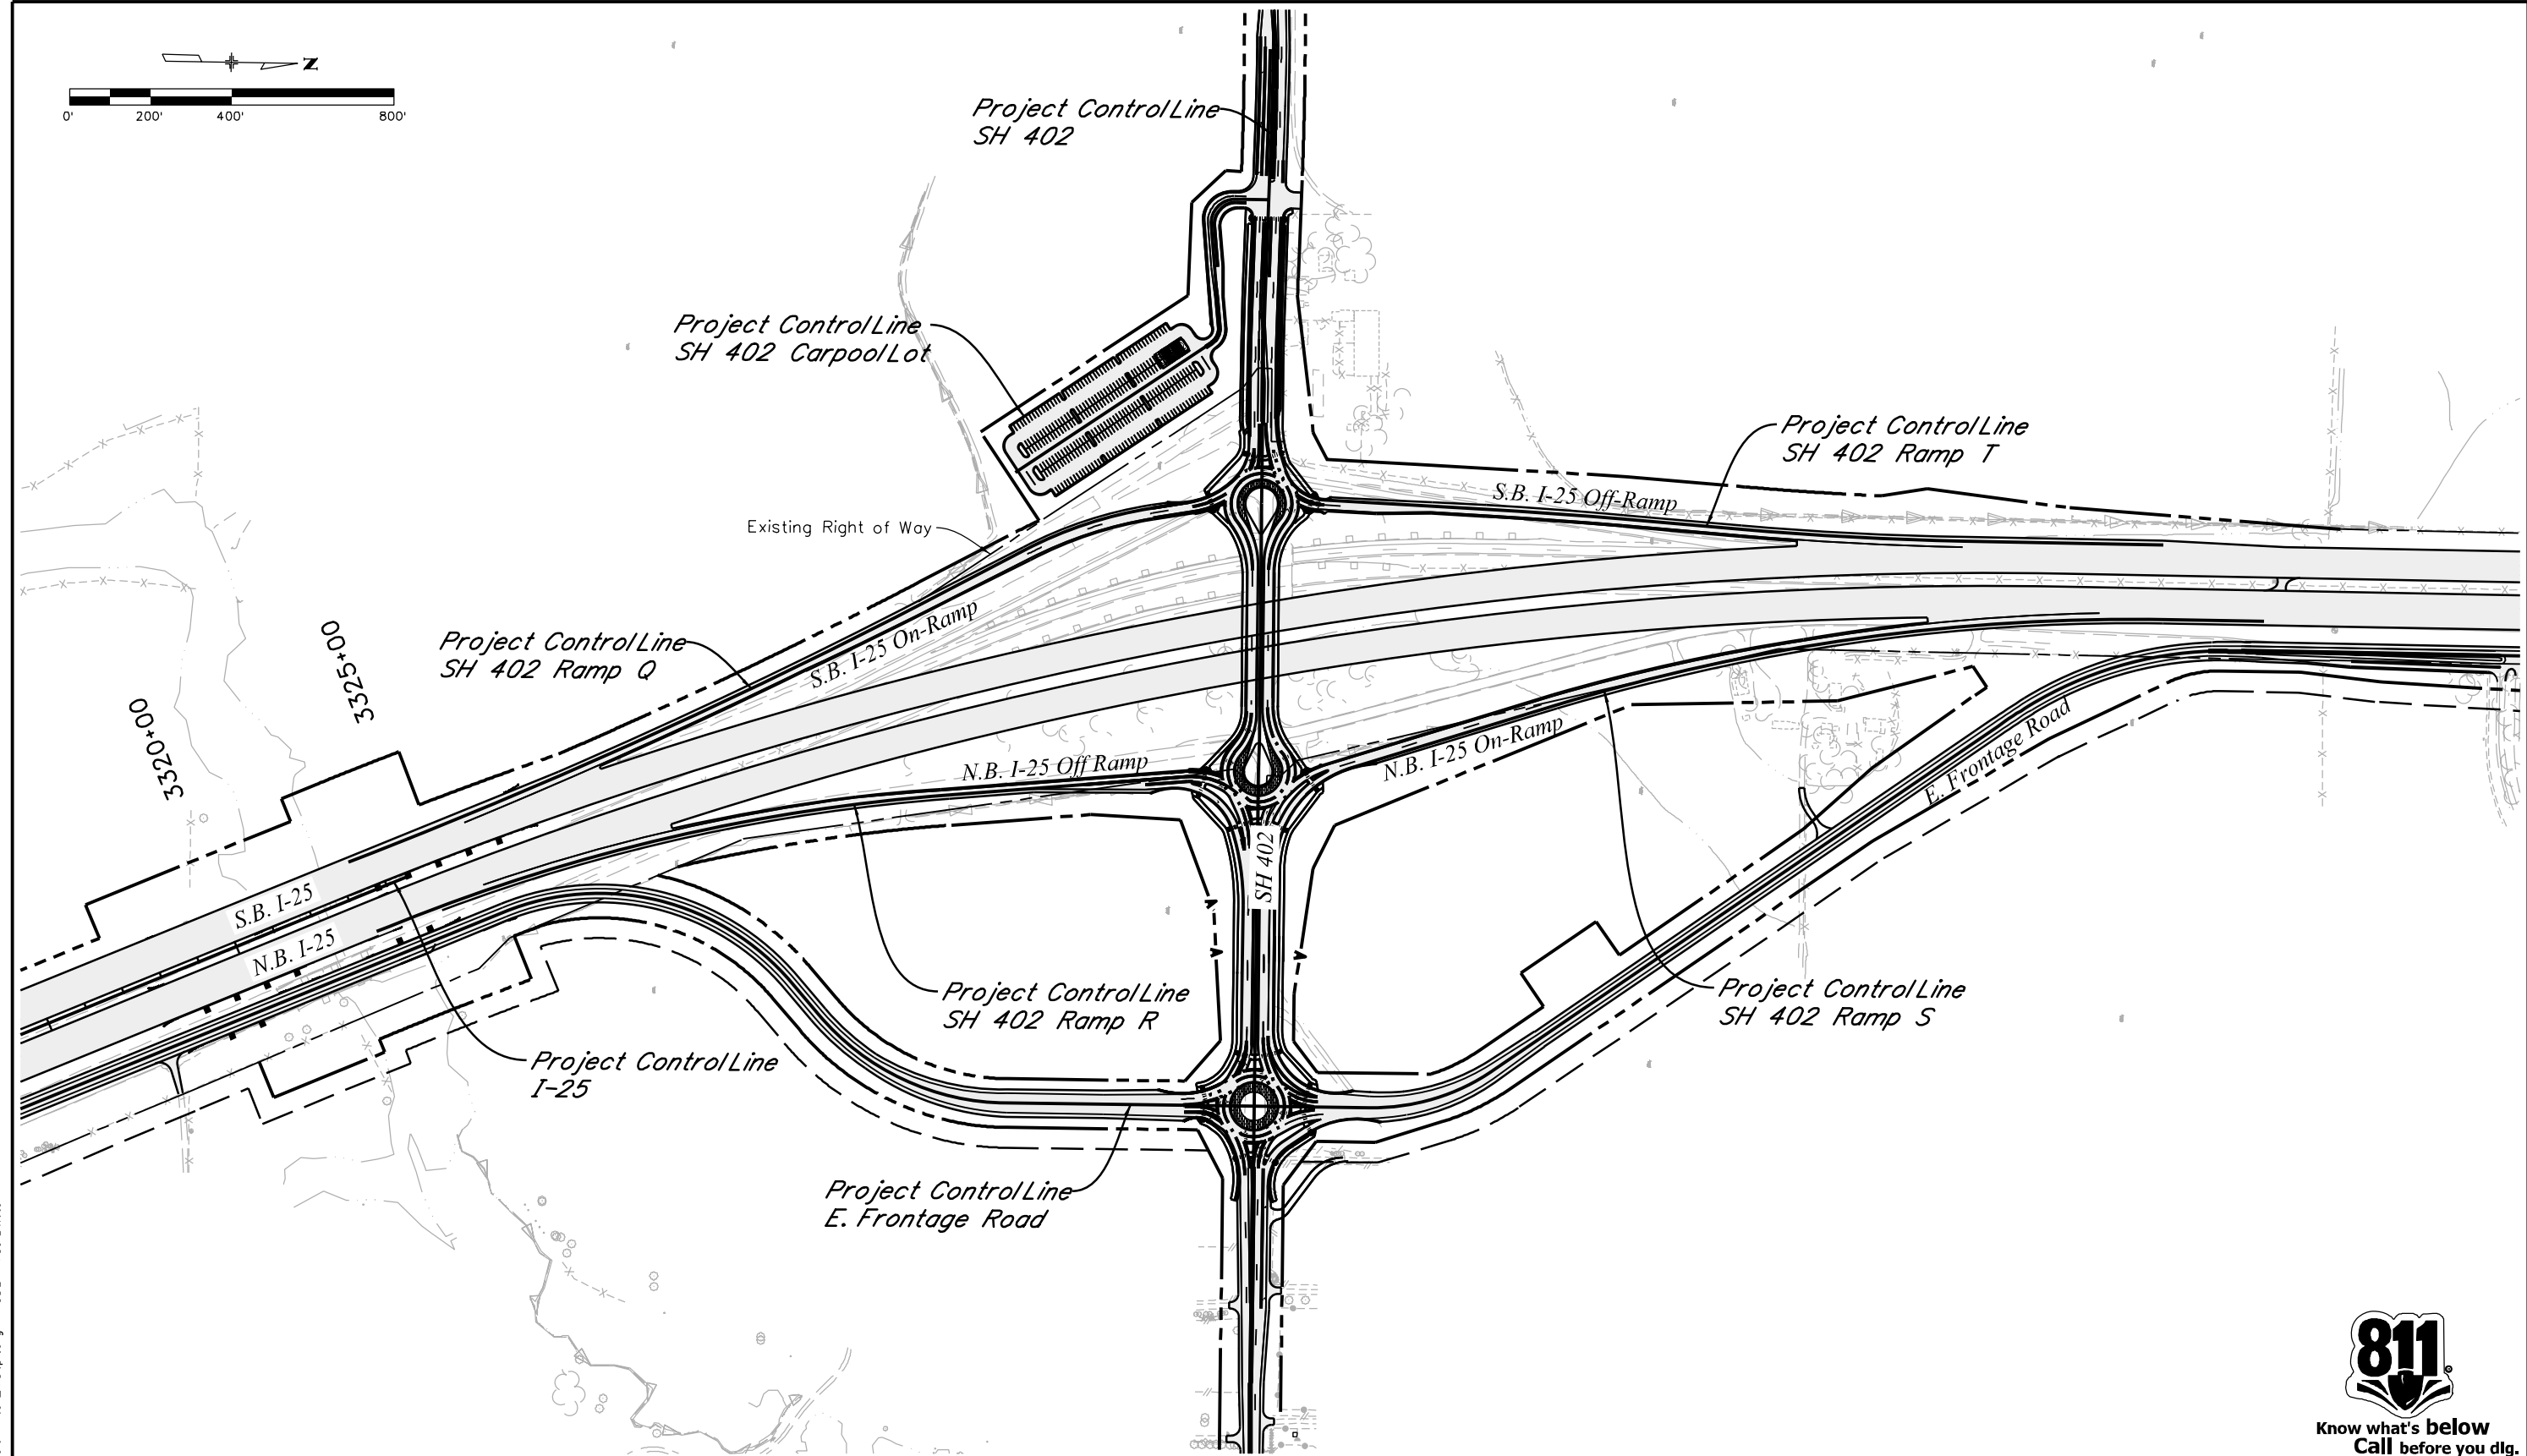 N
0' 200' 400' 800'
Project Control Line
SH 402
Project Control Line
SH 402 Carpool Lot
Project Control Line
SH 402 Ramp T
S.B. I-25 Off-Ramp
Existing Right of Way
S.B. I-25 On-Ramp
Project Control Line
SH 402 Ramp Q
3325+00
3320+00
N.B. I-25 Off Ramp
N.B. I-25 On-Ramp
E. Frontage Road
SH 402
S.B. I-25
N.B. I-25
Project Control Line
SH 402 Ramp R
Project Control Line
SH 402 Ramp S
Project Control Line
I-25
Project Control Line
E. Frontage Road
811
Know what's below
Call before you dig.